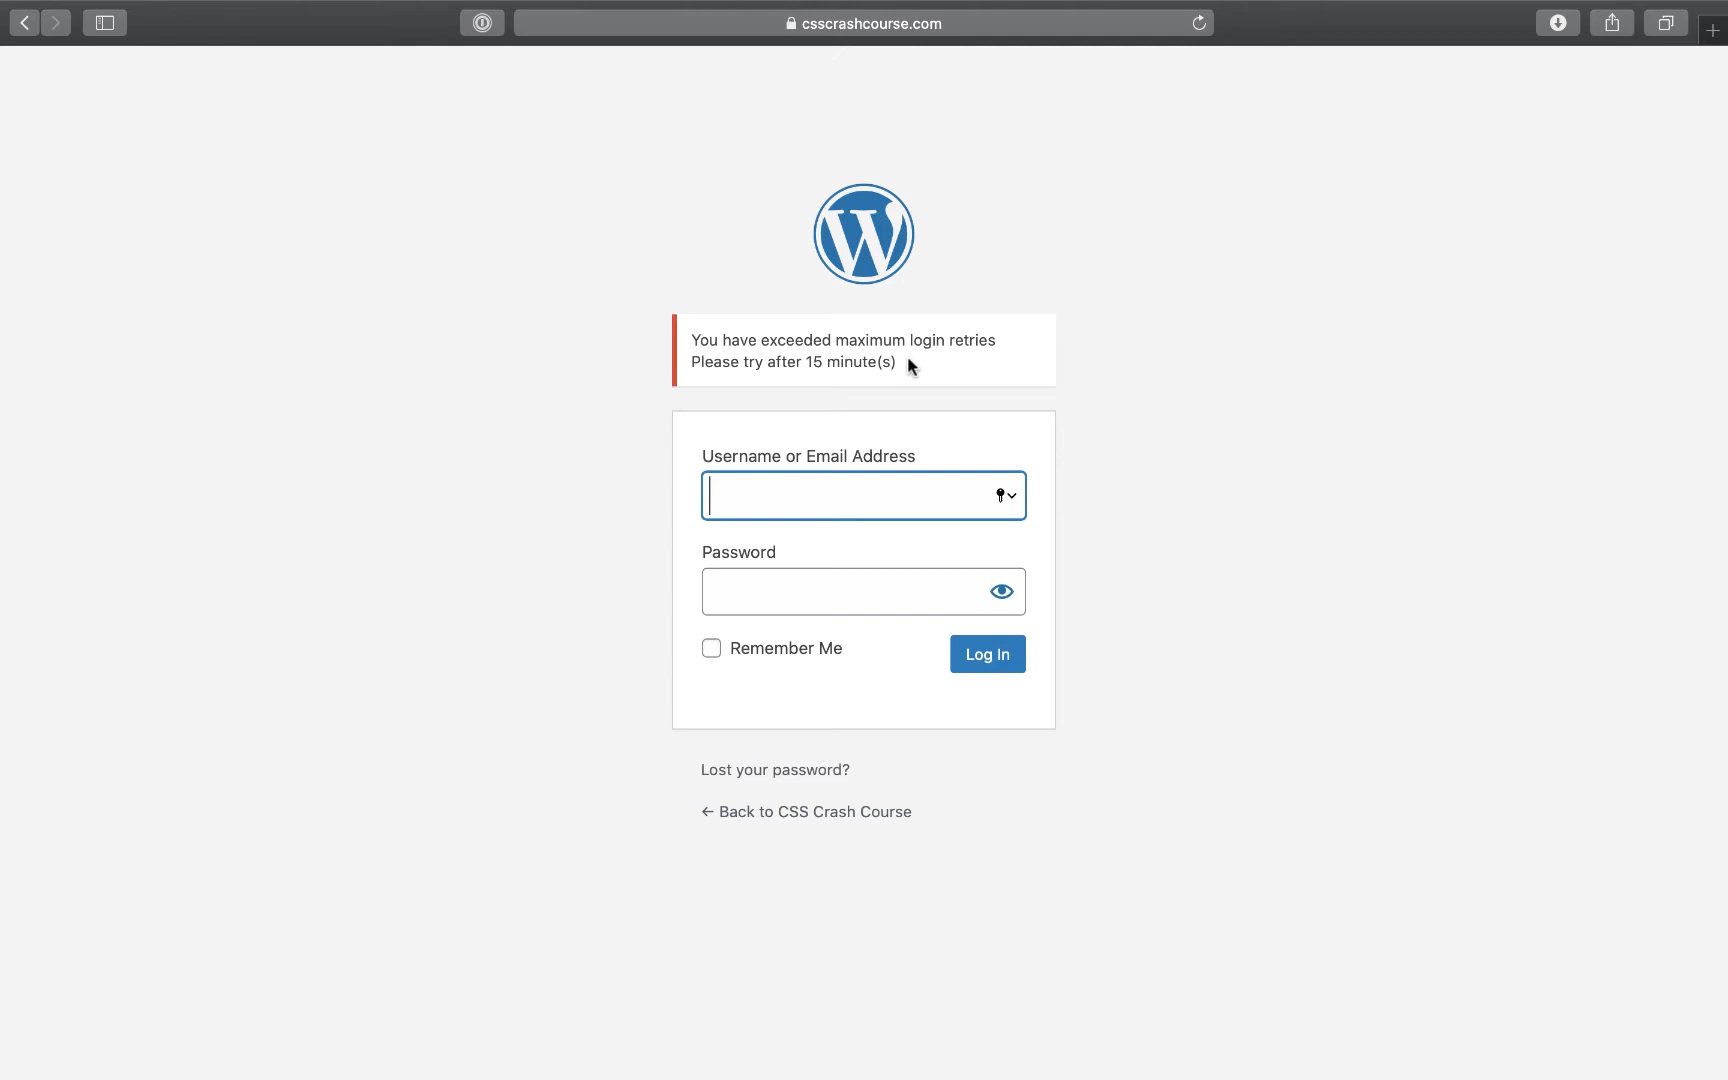 csscrashcourse.com
You have exceeded maximum login retries
Please try after 15 minute(s)
Username or Email Address
Password
Remember Me
Log In
Lost your password?
← Back to CSS Crash Course